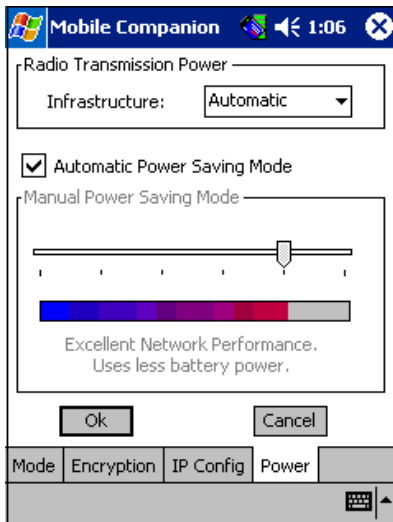 Mobile Companion 1:06
Radio Transmission Power
Infrastructure: Automatic
Automatic Power Saving Mode
Manual Power Saving Mode
Excellent Network Performance.
Uses less battery power.
Ok Cancel
Mode Encryption IP Config Power